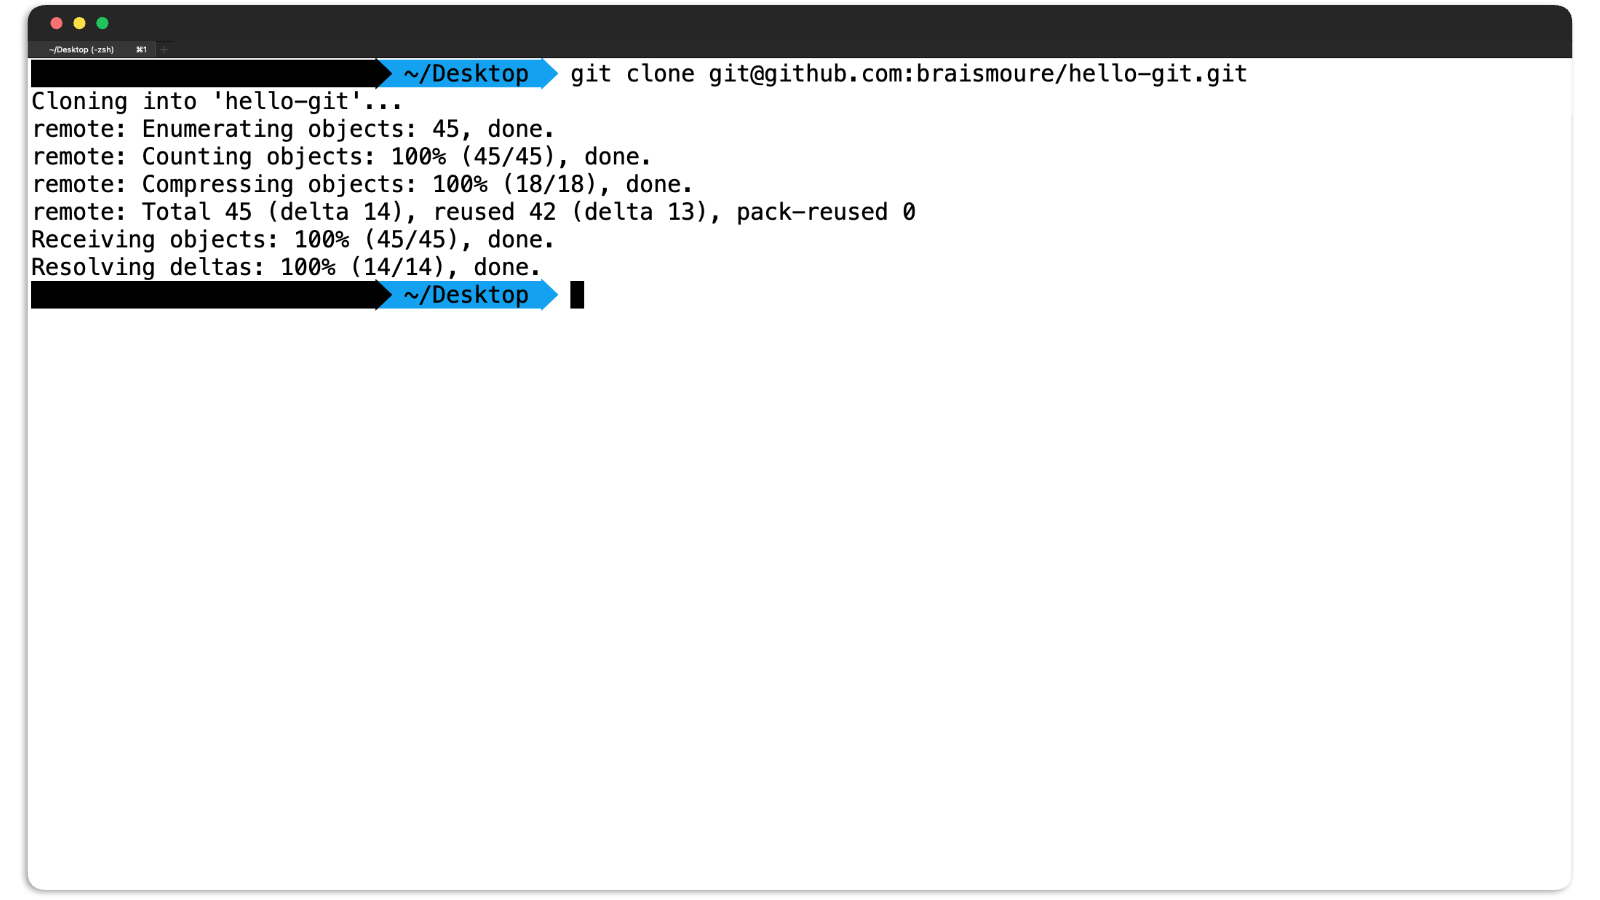 ~/Desktop (-zsh) ⌘1 +
~/Desktop git clone git@github.com:braismoure/hello-git.git
Cloning into 'hello-git'...
remote: Enumerating objects: 45, done.
remote: Counting objects: 100% (45/45), done.
remote: Compressing objects: 100% (18/18), done.
remote: Total 45 (delta 14), reused 42 (delta 13), pack-reused 0
Receiving objects: 100% (45/45), done.
Resolving deltas: 100% (14/14), done.
~/Desktop